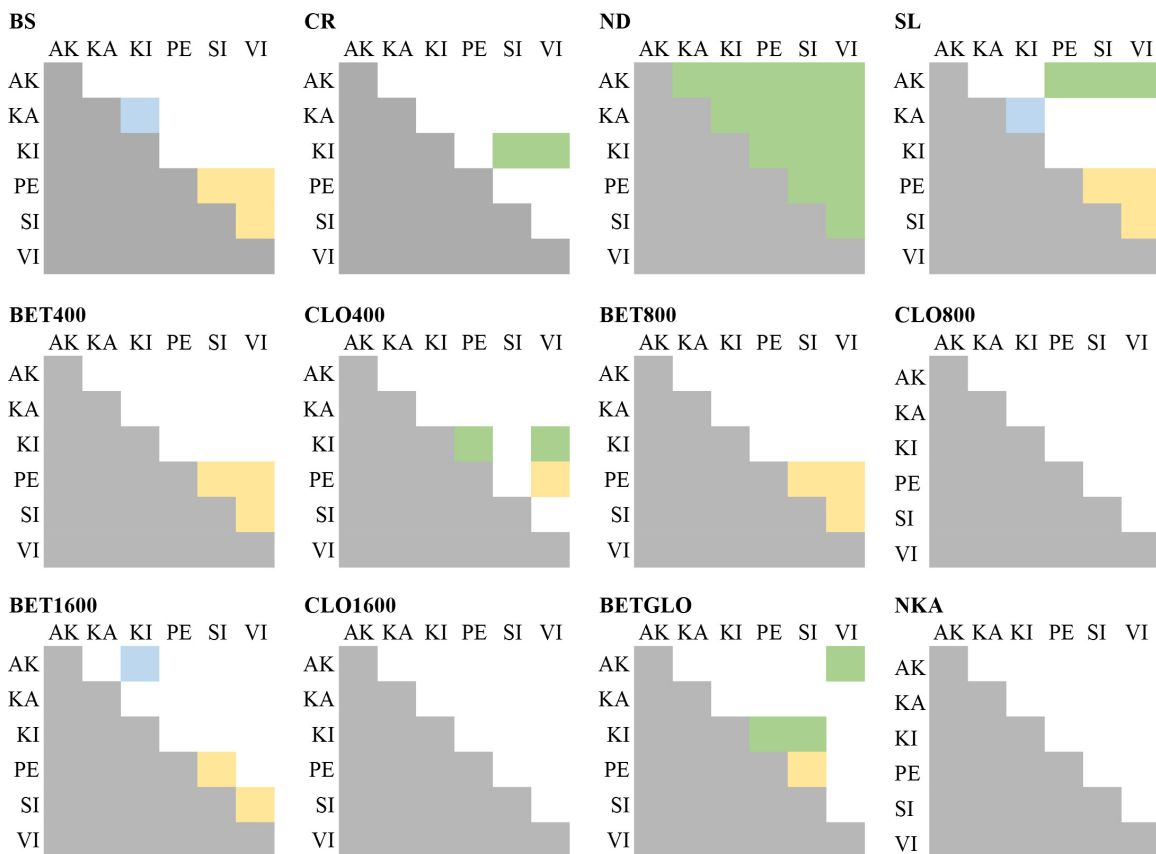 BS CR ND SL
AK KA KI PE SI VI AK KA KI PE SI VI AK KA KI PE SI VI AK KA KI PE SI VI
AK AK AK AK
KA KA KA KA
KI KI KI KI
PE PE PE PE
SI SI SI SI
VI VI VI VI
BET400 CLO400 BET800 CLO800
AK KA KI PE SI VI AK KA KI PE SI VI AK KA KI PE SI VI AK KA KI PE SI VI
AK AK AK AK
KA KA KA KA
KI KI KI KI
PE PE PE PE
SI SI SI SI
VI VI VI VI
BET1600 CLO1600 BETGLO NKA
AK KA KI PE SI VI AK KA KI PE SI VI AK KA KI PE SI VI AK KA KI PE SI VI
AK AK AK AK
KA KA KA KA
KI KI KI KI
PE PE PE PE
SI SI SI SI
VI VI VI VI